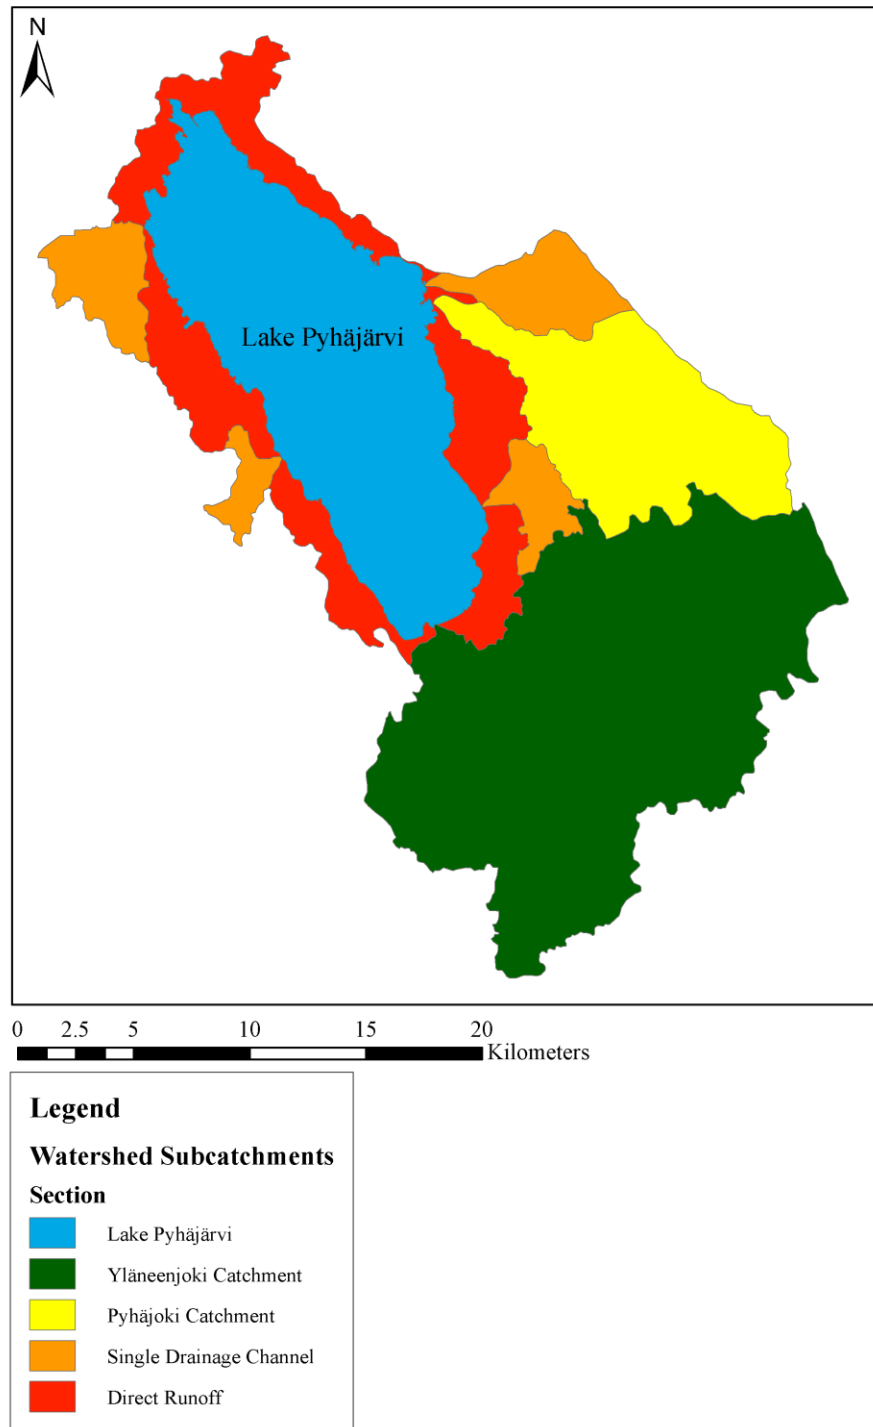 N
Lake Pyhäjärvi
0 2.5 5 10 15 20
Kilometers
Legend
Watershed Subcatchments
Section
Lake Pyhäjärvi
Yläneenjoki Catchment
Pyhäjoki Catchment
Single Drainage Channel
Direct Runoff